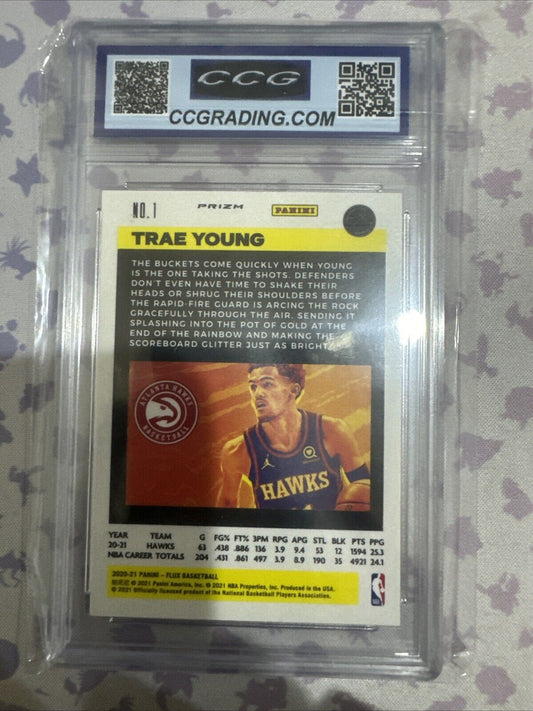 CCG
CCGRADING.COM
NO.1 PRIZM PANINI
TRAE YOUNG
THE BUCKETS COME QUICKLY WHEN YOUNG
IS THE ONE TAKING THE SHOTS. DEFENDERS
DON'T EVEN HAVE TIME TO SHAKE THEIR
HEADS OR SHRUG THEIR SHOULDERS BEFORE
THE RAPID-FIRE GUARD IS ARCING THE ROCK
GRACEFULLY THROUGH THE AIR. SENDING IT
SPLASHING INTO THE POT OF GOLD AT THE
END OF THE RAINBOW AND MAKING THE
SCOREBOARD GLITTER JUST AS BRIGHT.
ATLANTA HAWKS
BASKETBALL
HAWKS
YEAR TEAM G FG% FT% 3PM RPG APG STL BLK PTS PPG
20-21 HAWKS 63 .438 .886 136 3.9 9.4 53 12 1594 25.3
NBA CAREER TOTALS 204 .431 .861 497 3.9 8.9 190 35 4921 24.1
2020-21 PANINI – FLUX BASKETBALL
© 2021 Panini America, Inc. © 2021 NBA Properties, Inc. Produced in the USA.
© 2021 Officially licensed product of the National Basketball Players Association.